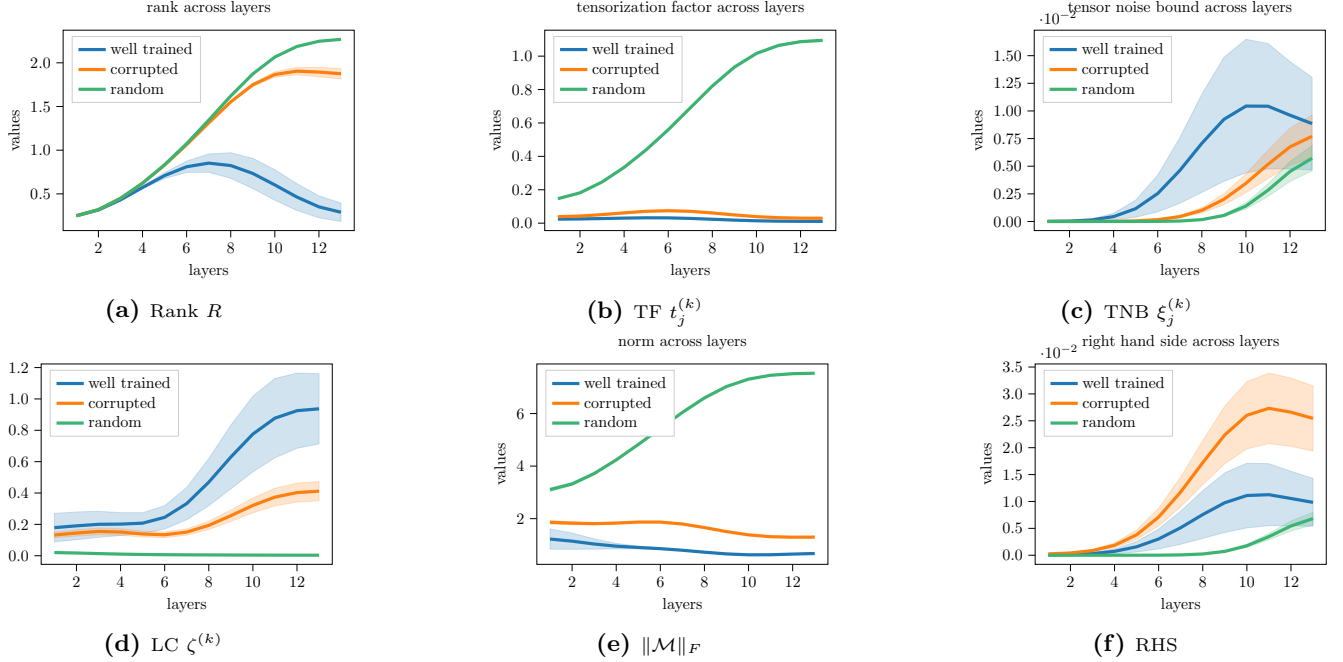 rank across layers
values
2.0
1.5
1.0
0.5
well trained
corrupted
random
2 4 6 8 10 12
layers
(a) Rank R
tensorization factor across layers
1.0
0.8
0.6
0.4
0.2
0.0
well trained
corrupted
random
2 4 6 8 10 12
layers
(b) TF t_j^{(k)}
tensor noise bound across layers
·10⁻²
values
1.50
1.25
1.00
0.75
0.50
0.25
0.00
well trained
corrupted
random
2 4 6 8 10 12
layers
(c) TNB ξ_j^{(k)}
1.2
1.0
0.8
0.6
0.4
0.2
0.0
well trained
corrupted
random
2 4 6 8 10 12
layers
(d) LC ζ^{(k)}
norm across layers
values
6
4
2
well trained
corrupted
random
2 4 6 8 10 12
layers
(e) ‖ℳ‖_F
right hand side across layers
·10⁻²
values
3.5
3.0
2.5
2.0
1.5
1.0
0.5
0.0
well trained
corrupted
random
2 4 6 8 10 12
layers
(f) RHS